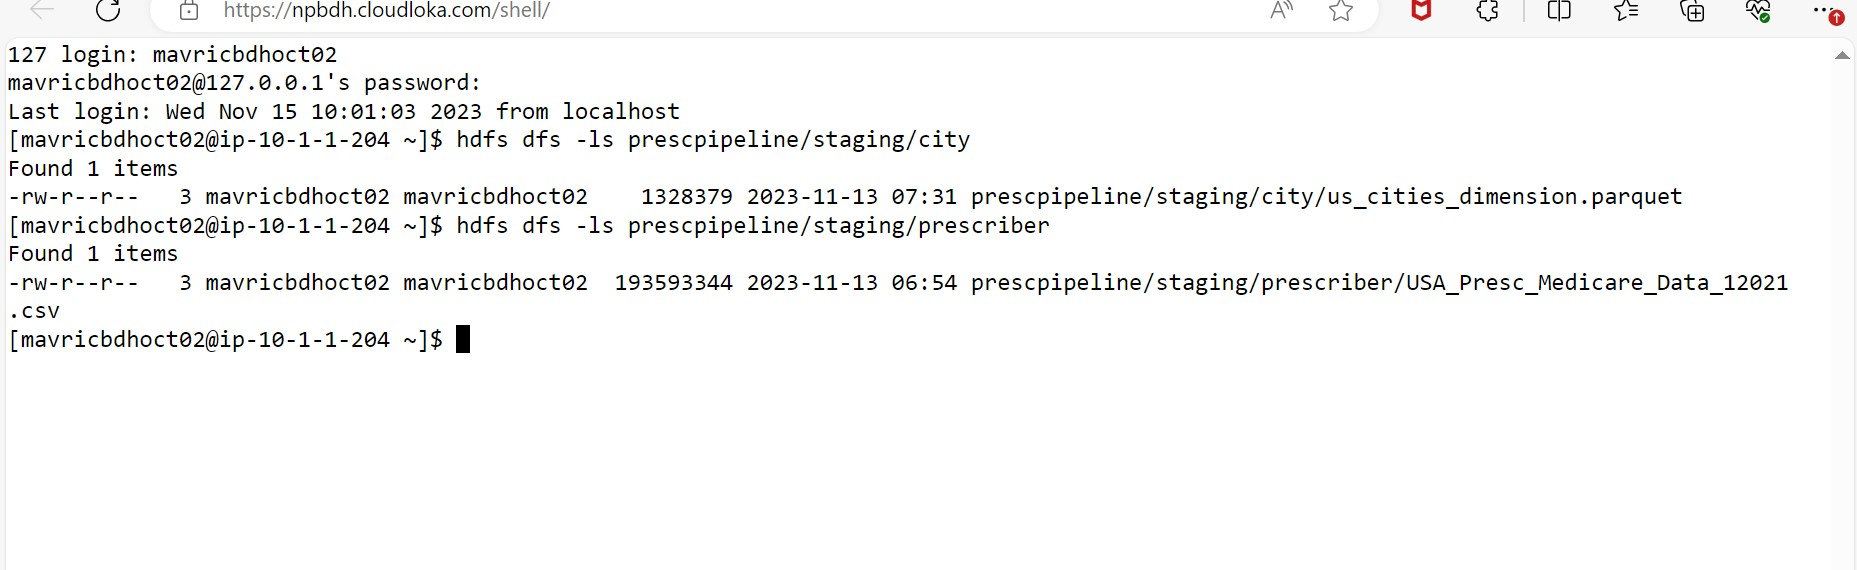 https://npbdh.cloudloka.com/shell/
127 login: mavricbdhoct02
mavricbdhoct02@127.0.0.1's password:
Last login: Wed Nov 15 10:01:03 2023 from localhost
[mavricbdhoct02@ip-10-1-1-204 ~]$ hdfs dfs -ls prescpipeline/staging/city
Found 1 items
-rw-r--r--   3 mavricbdhoct02 mavricbdhoct02    1328379 2023-11-13 07:31 prescpipeline/staging/city/us_cities_dimension.parquet
[mavricbdhoct02@ip-10-1-1-204 ~]$ hdfs dfs -ls prescpipeline/staging/prescriber
Found 1 items
-rw-r--r--   3 mavricbdhoct02 mavricbdhoct02  193593344 2023-11-13 06:54 prescpipeline/staging/prescriber/USA_Presc_Medicare_Data_12021
.csv
[mavricbdhoct02@ip-10-1-1-204 ~]$